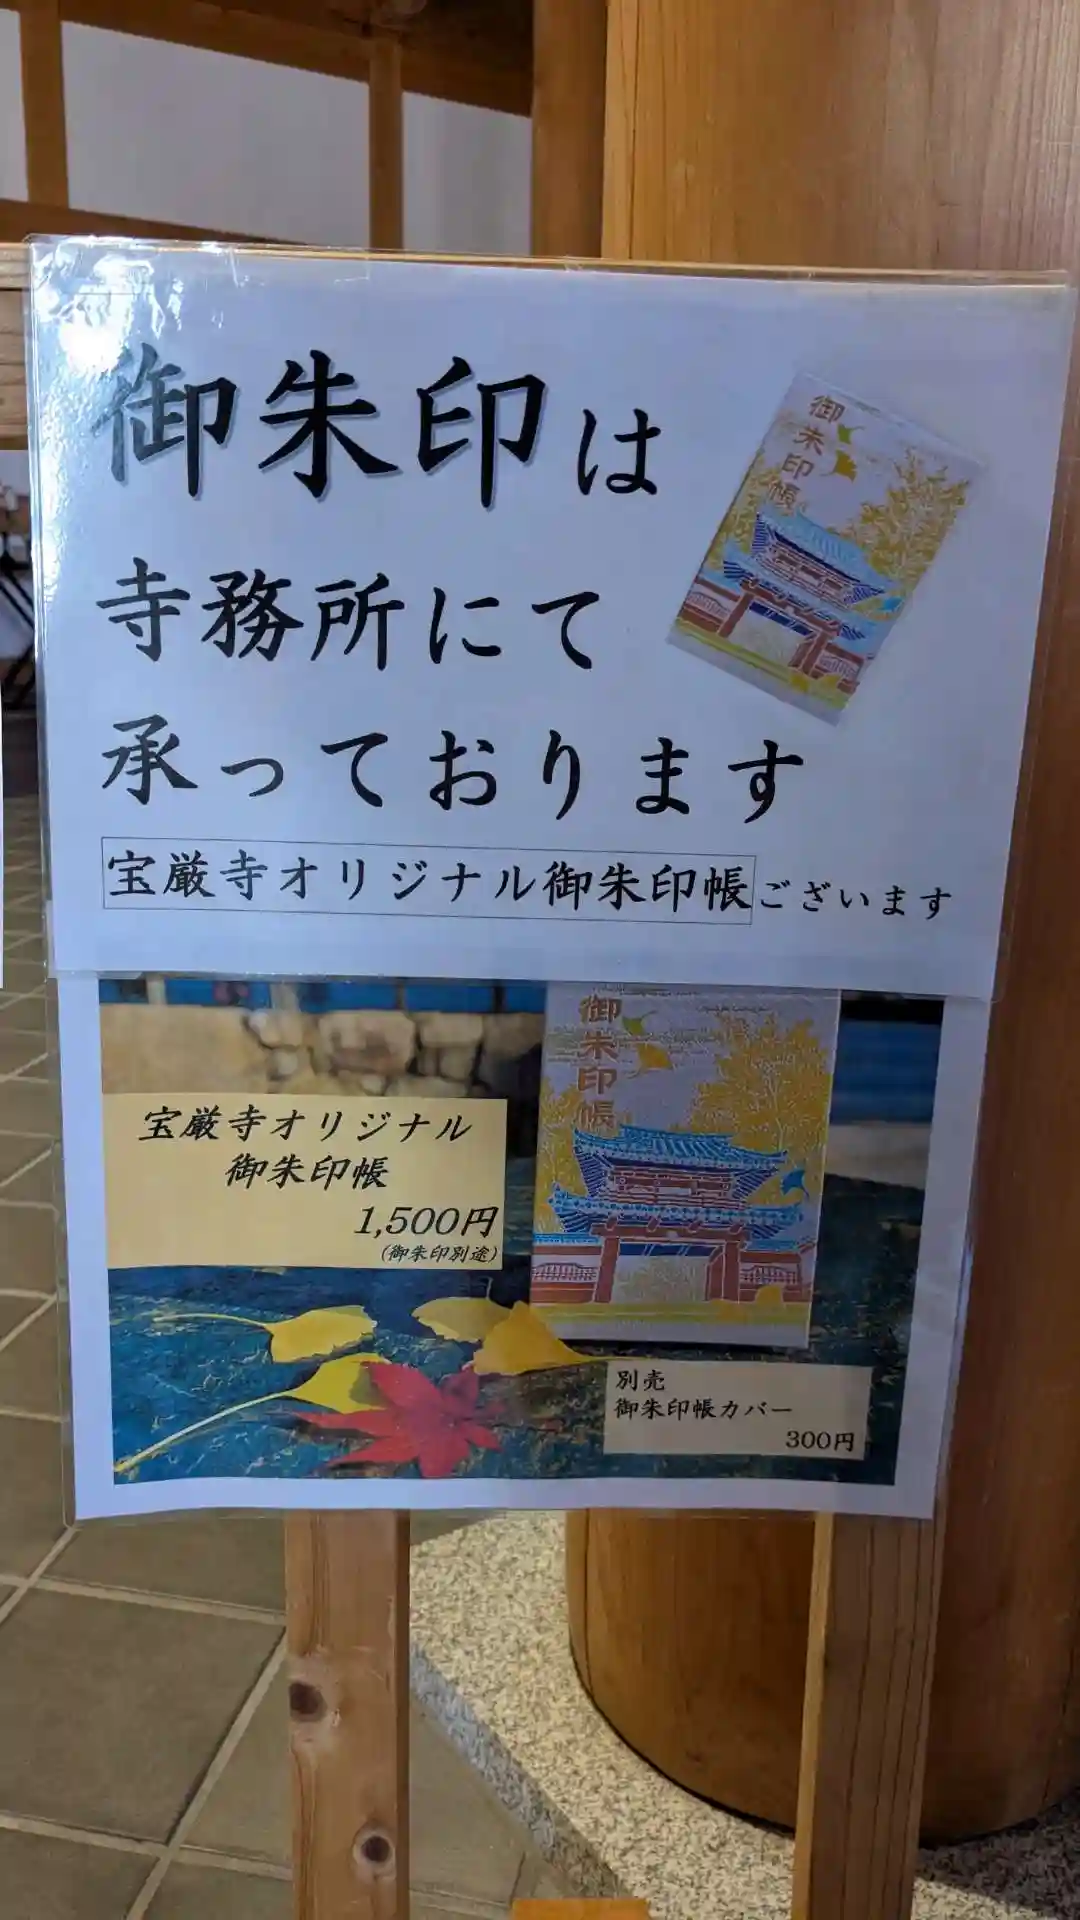 御朱印は
寺務所にて
承っております
宝厳寺オリジナル御朱印帳ございます
御朱印帳
御朱印帳
宝厳寺オリジナル
御朱印帳
1,500円
(御朱印別途)
別売
御朱印帳カバー
300円